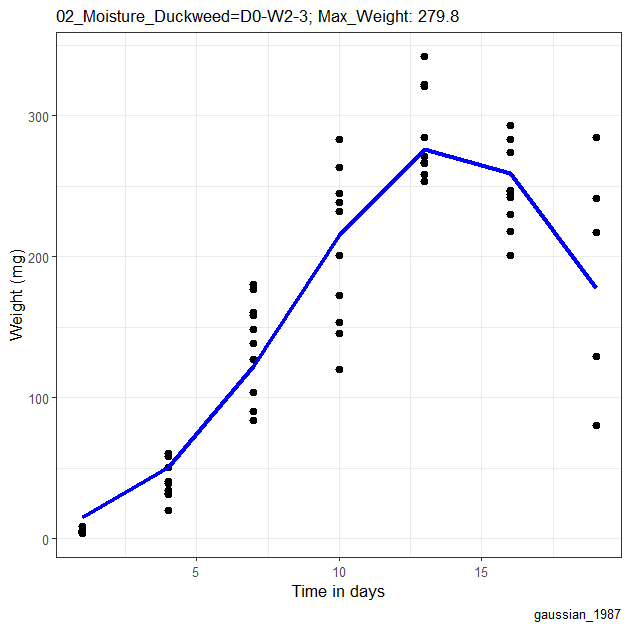 02_Moisture_Duckweed=D0-W2-3; Max_Weight: 279.8
Weight (mg)
300
200
100
0
5
10
15
Time in days
gaussian_1987